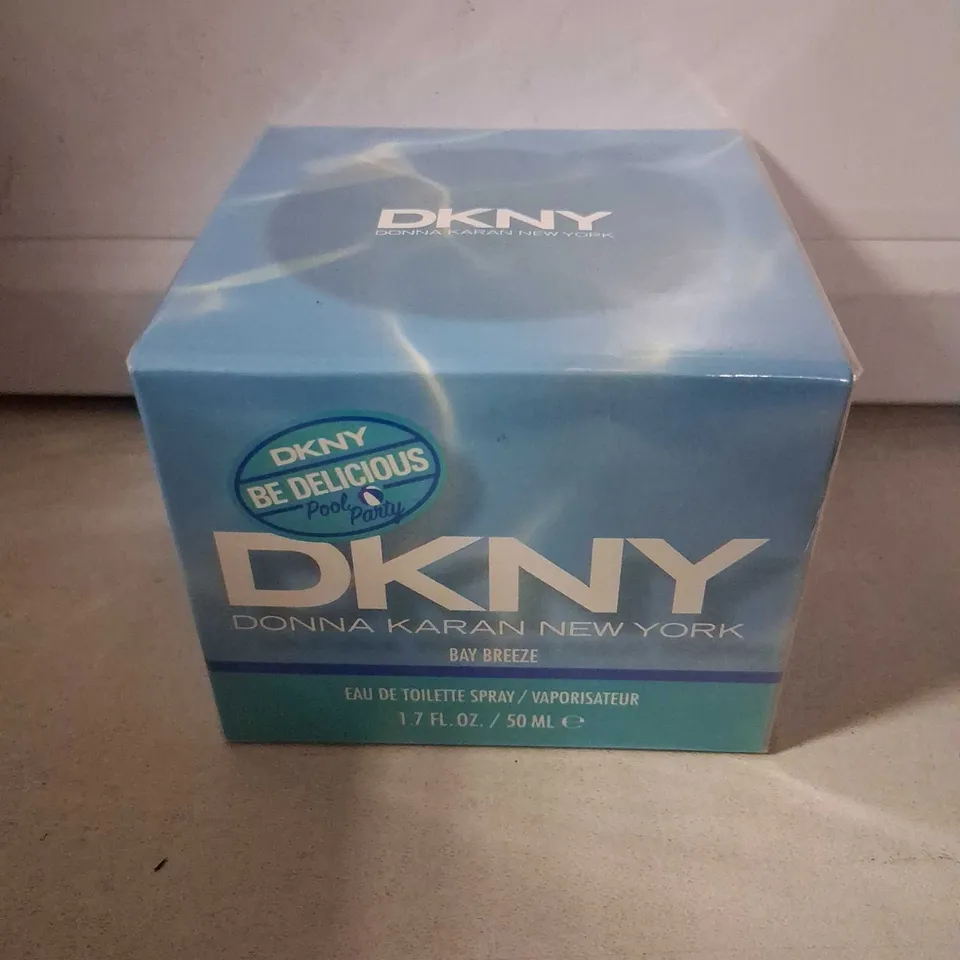 DKNY
DONNA KARAN NEW YORK
DKNY
BE DELICIOUS
Pool
Party
DKNY
DONNA KARAN NEW YORK
BAY BREEZE
EAU DE TOILETTE SPRAY / VAPORISATEUR
1.7 FL. OZ. / 50 ML ℮